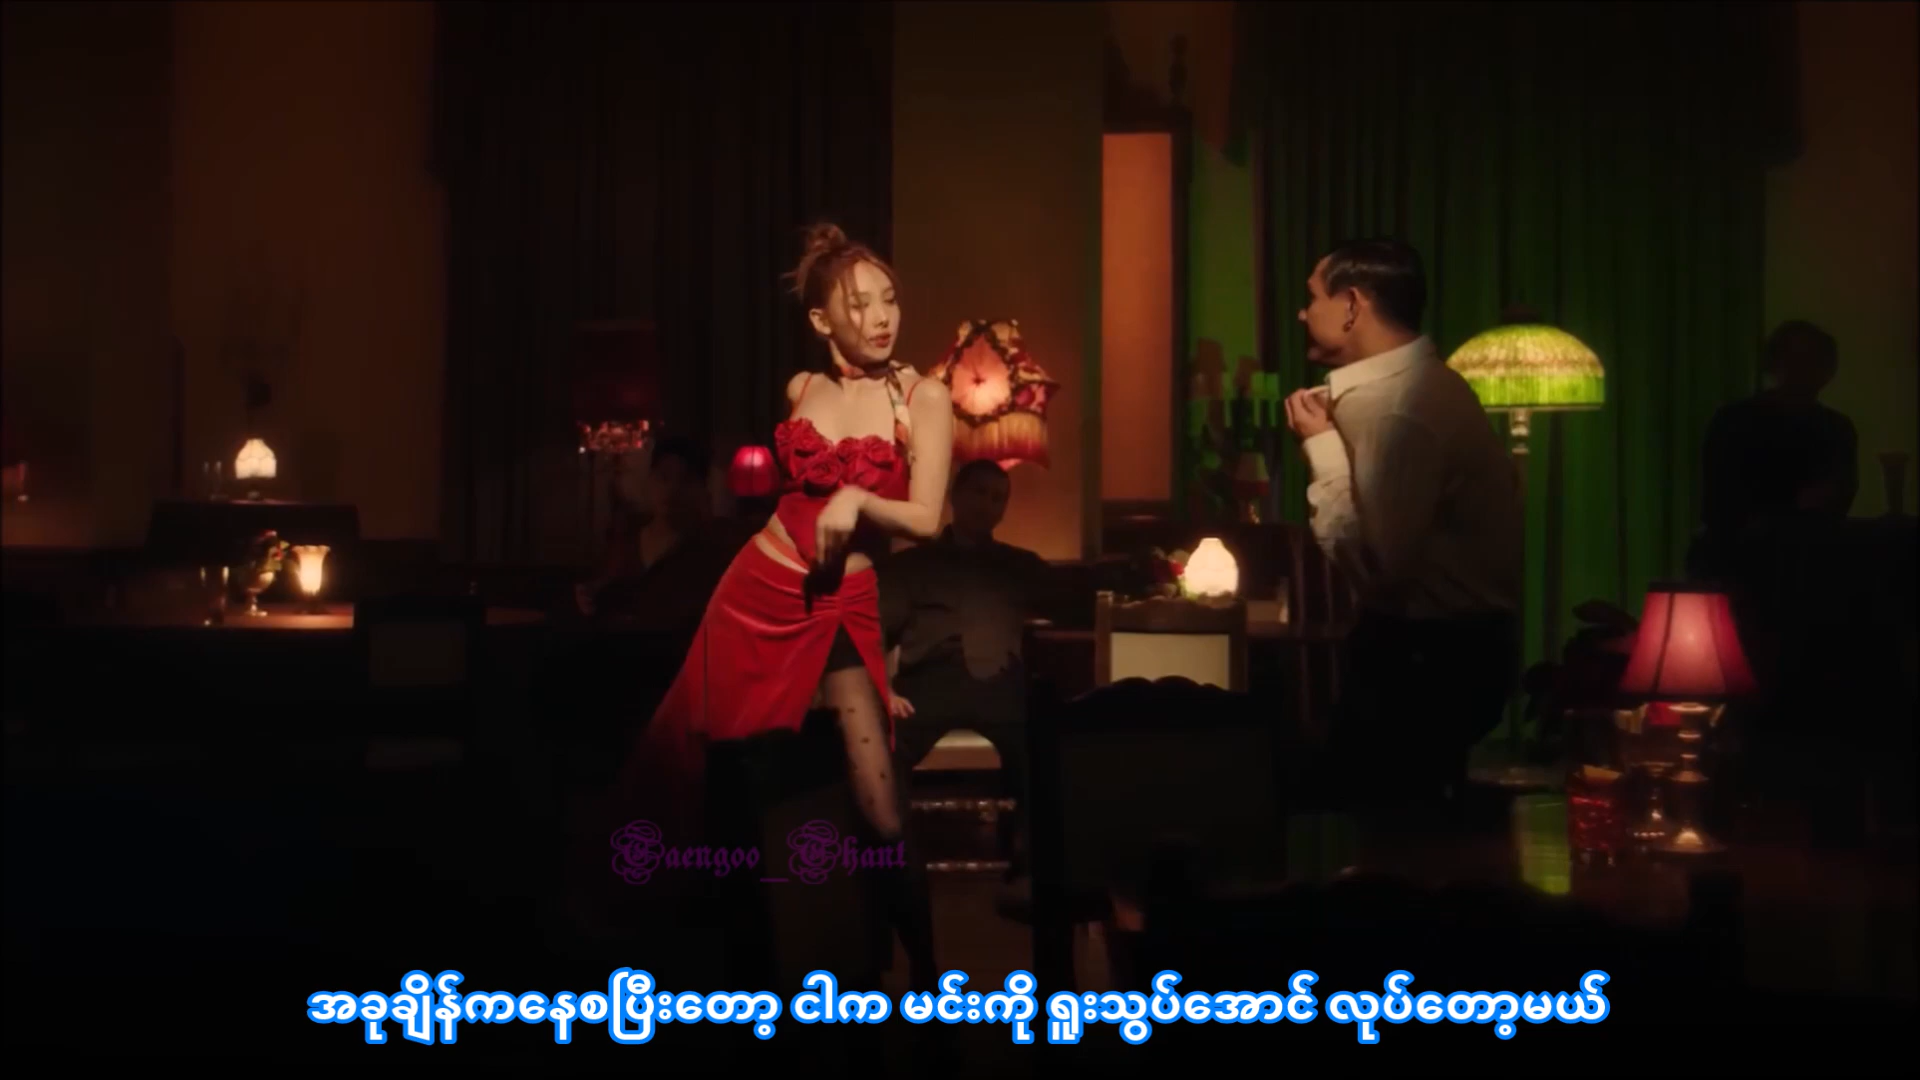 Taengoo_Thant
အခုချိန်ကနေစပြီးတော့ ငါက မင်းကို ရူးသွပ်အောင် လုပ်တော့မယ်